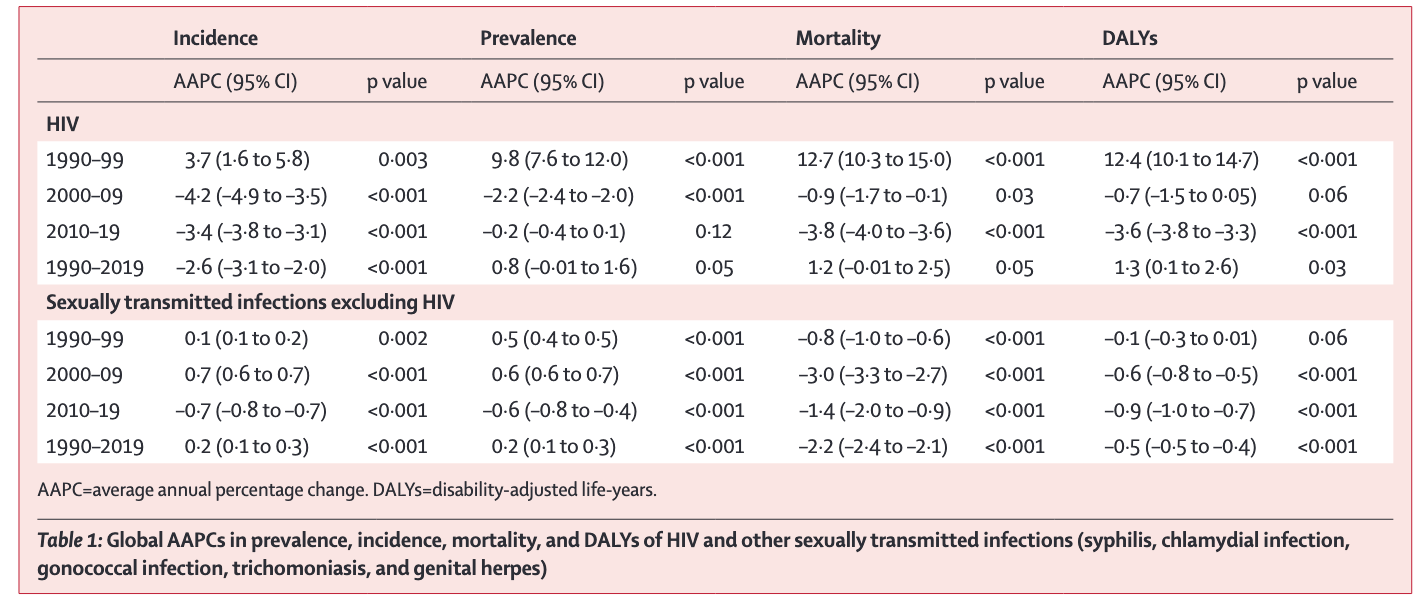 Incidence Prevalence Mortality DALYs
AAPC (95% CI) p value AAPC (95% CI) p value AAPC (95% CI) p value AAPC (95% CI) p value
HIV
1990–99 3·7 (1·6 to 5·8) 0·003 9·8 (7·6 to 12·0) <0·001 12·7 (10·3 to 15·0) <0·001 12·4 (10·1 to 14·7) <0·001
2000–09 –4·2 (–4·9 to –3·5) <0·001 –2·2 (–2·4 to –2·0) <0·001 –0·9 (–1·7 to –0·1) 0·03 –0·7 (–1·5 to 0·05) 0·06
2010–19 –3·4 (–3·8 to –3·1) <0·001 –0·2 (–0·4 to 0·1) 0·12 –3·8 (–4·0 to –3·6) <0·001 –3·6 (–3·8 to –3·3) <0·001
1990–2019 –2·6 (–3·1 to –2·0) <0·001 0·8 (–0·01 to 1·6) 0·05 1·2 (–0·01 to 2·5) 0·05 1·3 (0·1 to 2·6) 0·03
Sexually transmitted infections excluding HIV
1990–99 0·1 (0·1 to 0·2) 0·002 0·5 (0·4 to 0·5) <0·001 –0·8 (–1·0 to –0·6) <0·001 –0·1 (–0·3 to 0·01) 0·06
2000–09 0·7 (0·6 to 0·7) <0·001 0·6 (0·6 to 0·7) <0·001 –3·0 (–3·3 to –2·7) <0·001 –0·6 (–0·8 to –0·5) <0·001
2010–19 –0·7 (–0·8 to –0·7) <0·001 –0·6 (–0·8 to –0·4) <0·001 –1·4 (–2·0 to –0·9) <0·001 –0·9 (–1·0 to –0·7) <0·001
1990–2019 0·2 (0·1 to 0·3) <0·001 0·2 (0·1 to 0·3) <0·001 –2·2 (–2·4 to –2·1) <0·001 –0·5 (–0·5 to –0·4) <0·001
AAPC=average annual percentage change. DALYs=disability-adjusted life-years.
Table 1: Global AAPCs in prevalence, incidence, mortality, and DALYs of HIV and other sexually transmitted infections (syphilis, chlamydial infection,
gonococcal infection, trichomoniasis, and genital herpes)